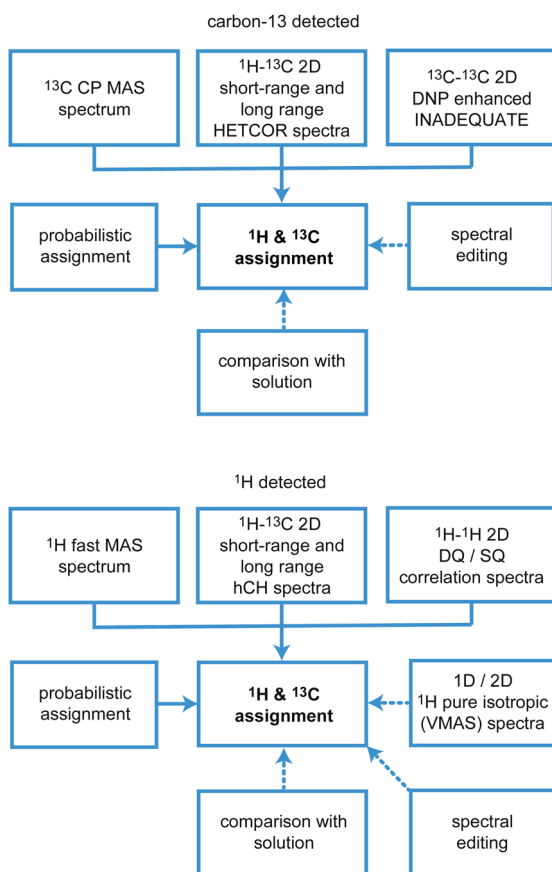 carbon-13 detected
¹³C CP MAS
spectrum
¹H-¹³C 2D
short-range and
long range
HETCOR spectra
¹³C-¹³C 2D
DNP enhanced
INADEQUATE
probabilistic
assignment
¹H & ¹³C
assignment
spectral
editing
comparison with
solution
¹H detected
¹H fast MAS
spectrum
¹H-¹³C 2D
short-range and
long range
hCH spectra
¹H-¹H 2D
DQ / SQ
correlation spectra
probabilistic
assignment
¹H & ¹³C
assignment
1D / 2D
¹H pure isotropic
(VMAS) spectra
comparison with
solution
spectral
editing